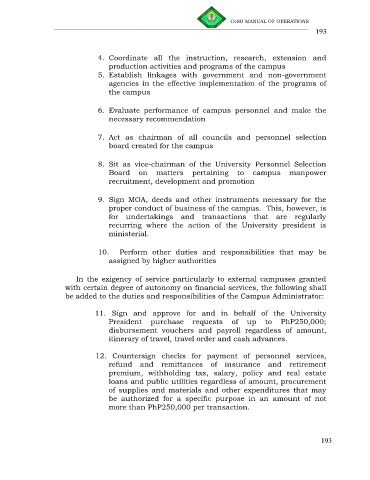 CvSU MANUAL OF OPERATIONS
193
4. Coordinate all the instruction, research, extension and
production activities and programs of the campus
5. Establish linkages with government and non-government
agencies in the effective implementation of the programs of
the campus
6. Evaluate performance of campus personnel and make the
necessary recommendation
7. Act as chairman of all councils and personnel selection
board created for the campus
8. Sit as vice-chairman of the University Personnel Selection
Board on matters pertaining to campus manpower
recruitment, development and promotion
9. Sign MOA, deeds and other instruments necessary for the
proper conduct of business of the campus. This, however, is
for undertakings and transactions that are regularly
recurring where the action of the University president is
ministerial.
10. Perform other duties and responsibilities that may be
assigned by higher authorities
In the exigency of service particularly to external campuses granted
with certain degree of autonomy on financial services, the following shall
be added to the duties and responsibilities of the Campus Administrator:
11. Sign and approve for and in behalf of the University
President purchase requests of up to PhP250,000;
disbursement vouchers and payroll regardless of amount,
itinerary of travel, travel order and cash advances.
12. Countersign checks for payment of personnel services,
refund and remittances of insurance and retirement
premium, withholding tax, salary, policy and real estate
loans and public utilities regardless of amount, procurement
of supplies and materials and other expenditures that may
be authorized for a specific purpose in an amount of not
more than PhP250,000 per transaction.
193